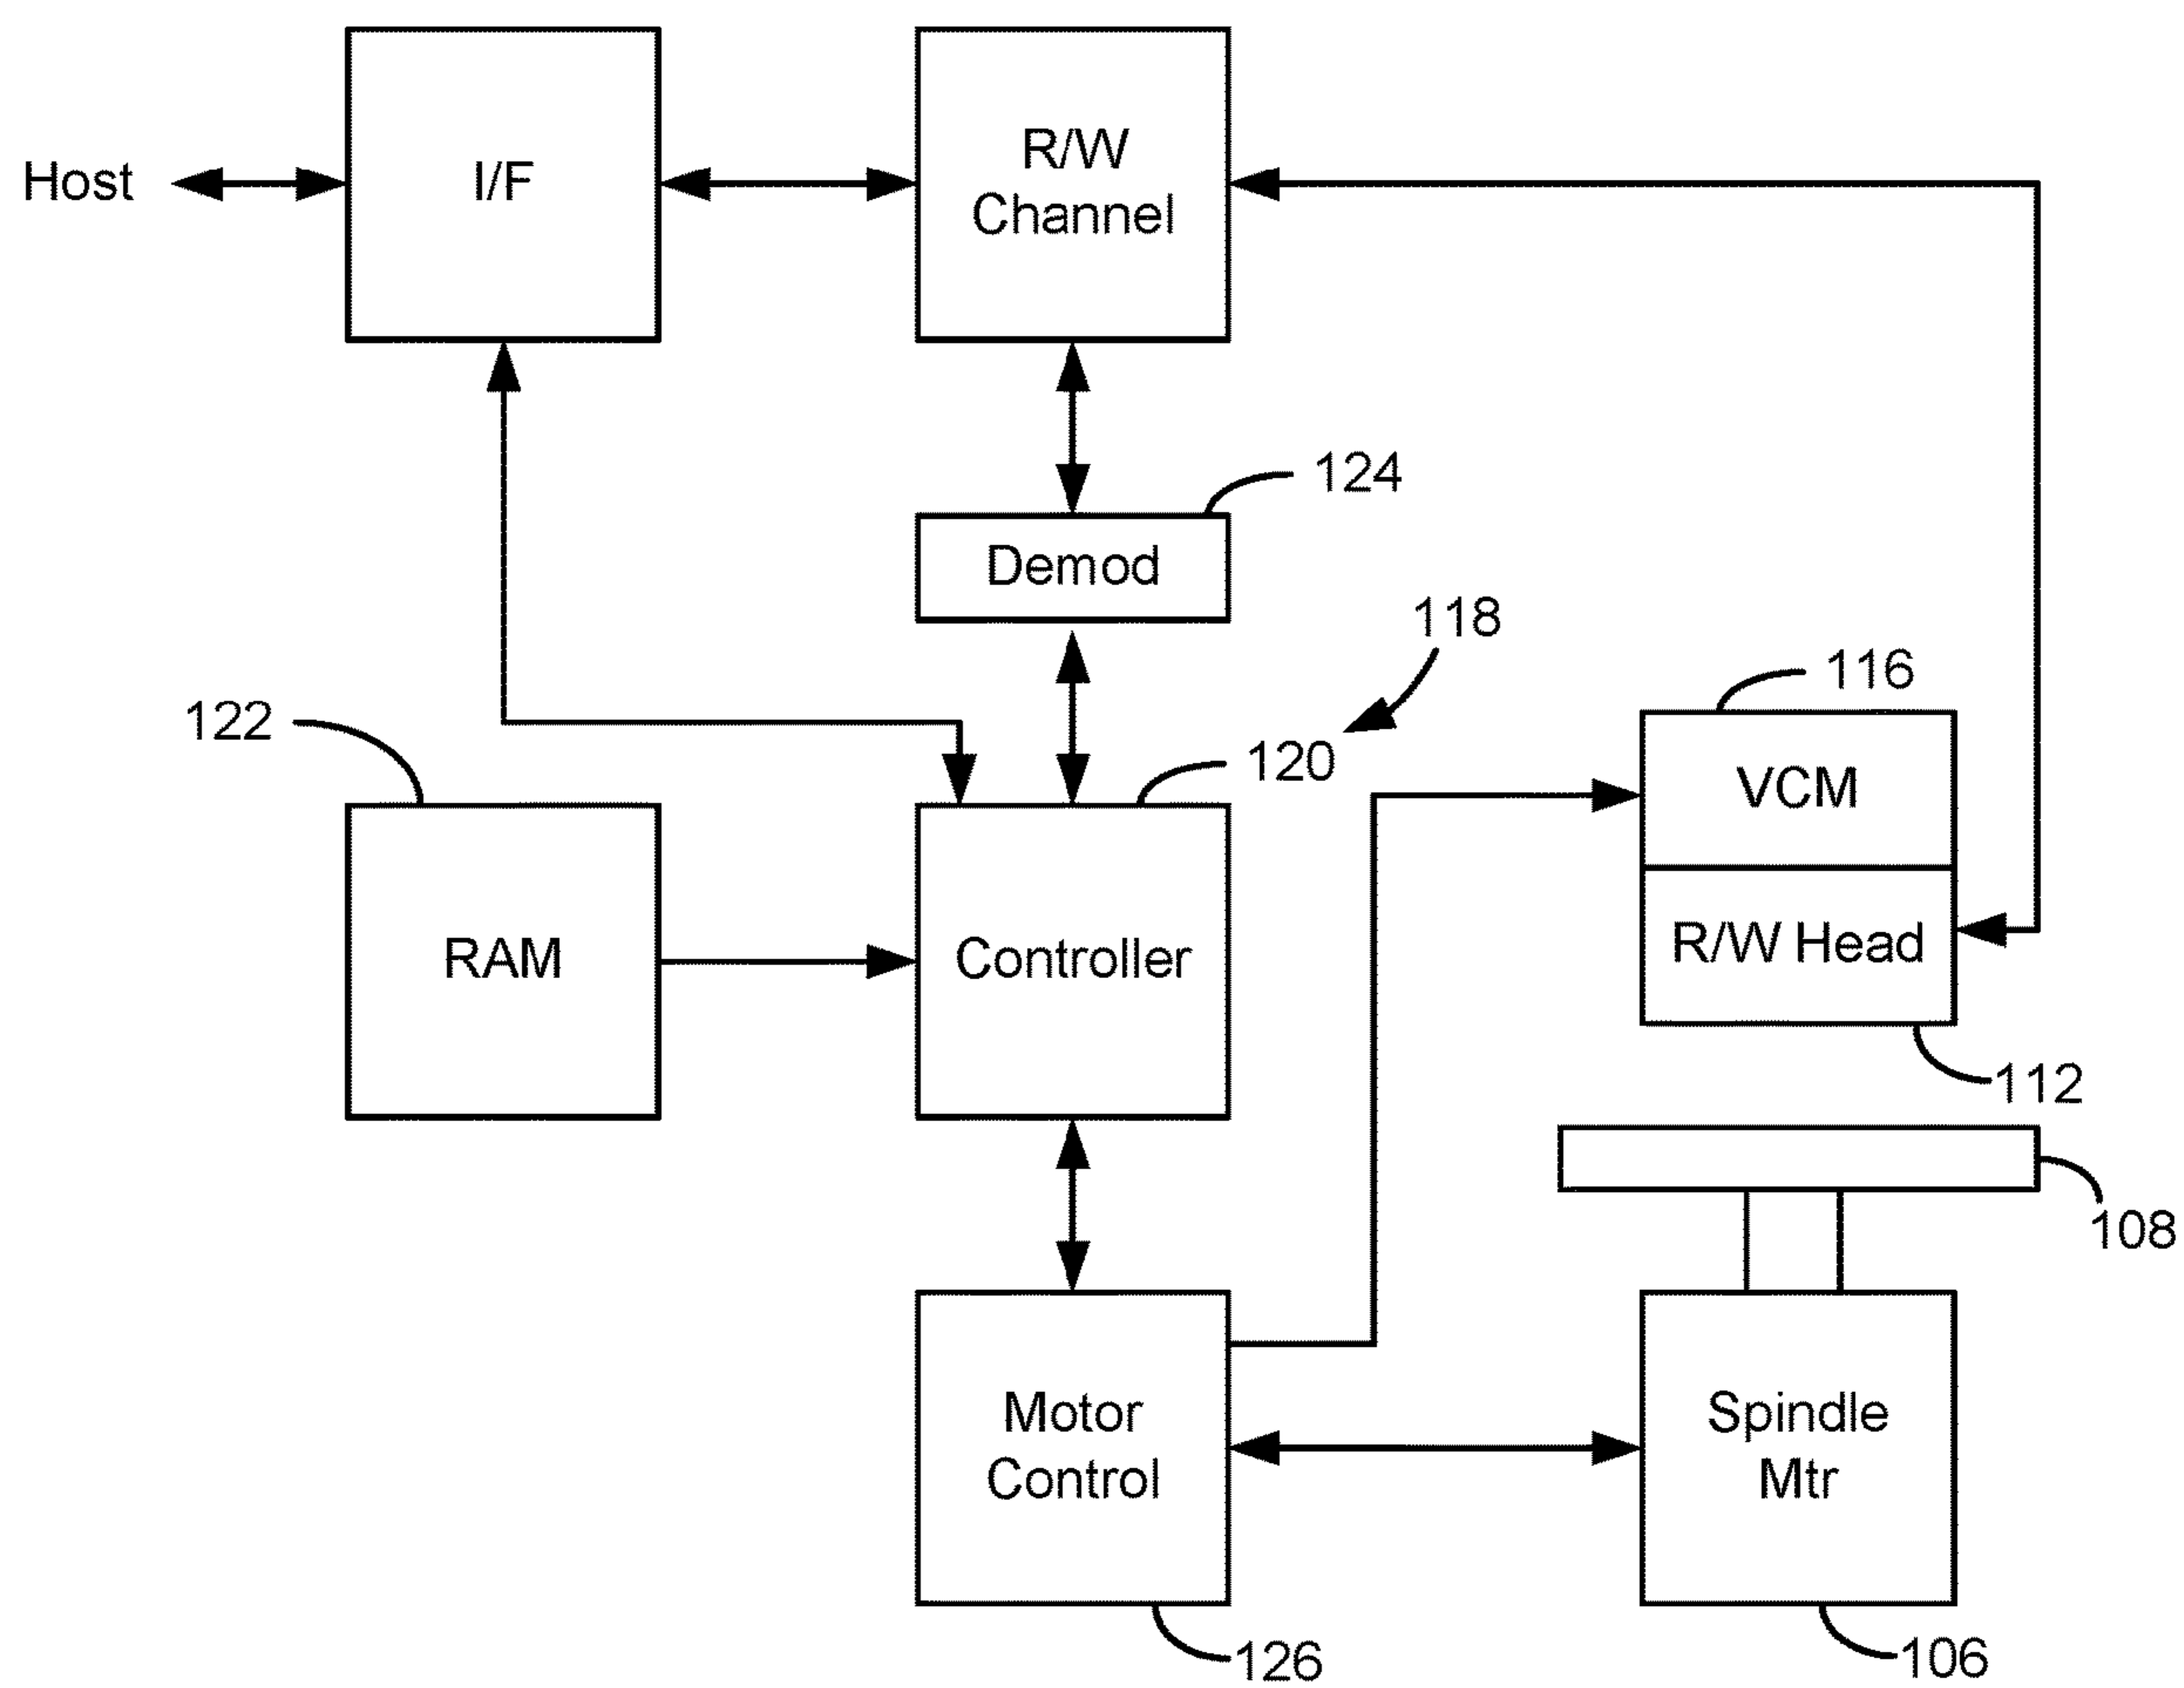 Host
I/F
R/W
Channel
124
Demod
118
116
122
120
VCM
RAM
Controller
R/W Head
112
108
Motor
Control
Spindle
Mtr
126
106